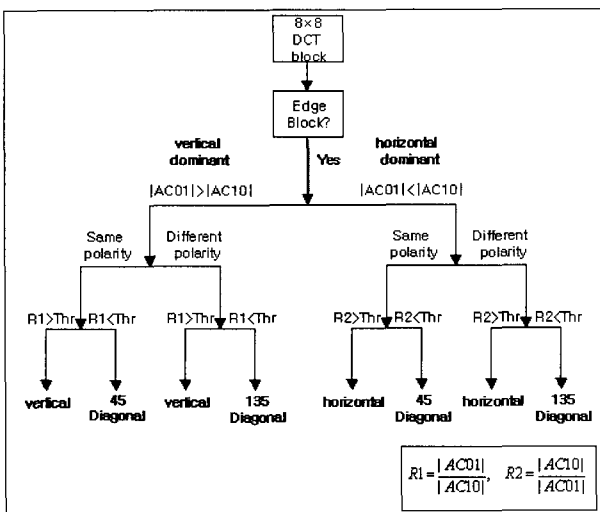 8×8
DCT
block
Edge
Block?
vertical
dominant
Yes
horizontal
dominant
|AC01|>|AC10|
|AC01|<|AC10|
Same
polarity
Different
polarity
Same
polarity
Different
polarity
R1>Thr R1<Thr
R1>Thr R1<Thr
R2>Thr R2<Thr
R2>Thr R2<Thr
vertical
45
Diagonal
vertical
135
Diagonal
horizontal
45
Diagonal
horizontal
135
Diagonal
R1=|AC01|/|AC10|, R2=|AC10|/|AC01|